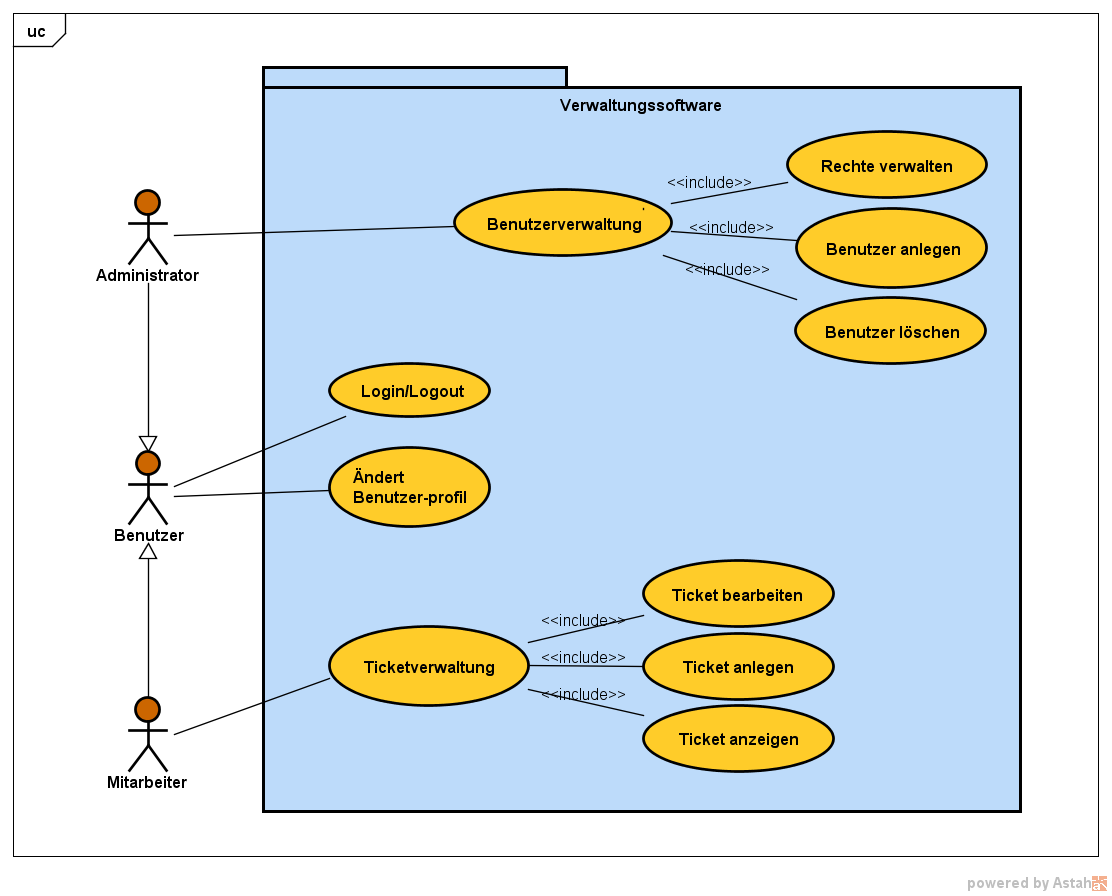 uc
Verwaltungssoftware
Rechte verwalten
<<include>>
Benutzerverwaltung
<<include>>
Benutzer anlegen
<<include>>
Administrator
Benutzer löschen
Login/Logout
Ändert
Benutzer-profil
Benutzer
Ticket bearbeiten
<<include>>
Ticketverwaltung
<<include>>
Ticket anlegen
<<include>>
Ticket anzeigen
Mitarbeiter
powered by Astah